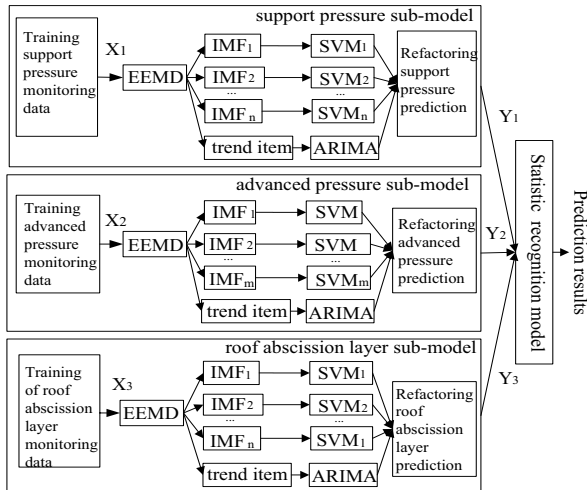 support pressure sub-model
Training
support
pressure
monitoring
data
X1
EEMD
IMF1
SVM1
IMF2
SVM2
...
...
IMFn
SVMn
trend item
ARIMA
Refactoring
support
pressure
prediction
Y1
advanced pressure sub-model
Training
advanced
pressure
monitoring
data
X2
EEMD
IMF1
SVM
IMF2
SVM
...
...
IMFm
SVMm
trend item
ARIMA
Refactoring
advanced
pressure
prediction
Y2
roof abscission layer sub-model
Training
of roof
abscission
layer
monitoring
data
X3
EEMD
IMF1
SVM1
IMF2
SVM2
...
...
IMFn
SVM1
trend item
ARIMA
Refactoring
roof
abscission
layer
prediction
Y3
Statistic
recognition
model
Prediction results